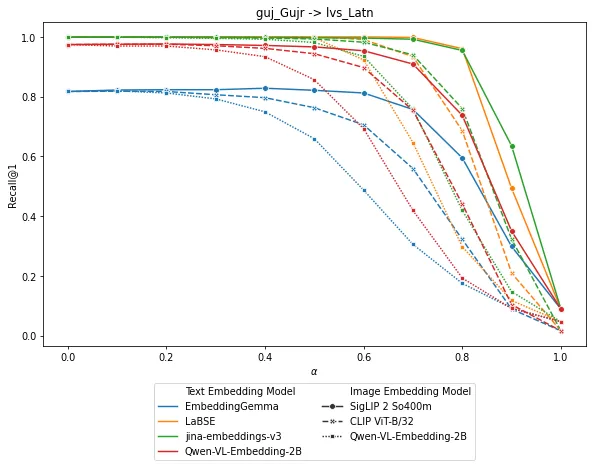 guj_Gujr -> lvs_Latn
Recall@1
1.0
0.8
0.6
0.4
0.2
0.0
0.0 0.2 0.4 0.6 0.8 1.0
α
Text Embedding Model
EmbeddingGemma
LaBSE
jina-embeddings-v3
Qwen-VL-Embedding-2B
Image Embedding Model
SigLIP 2 So400m
CLIP ViT-B/32
Qwen-VL-Embedding-2B